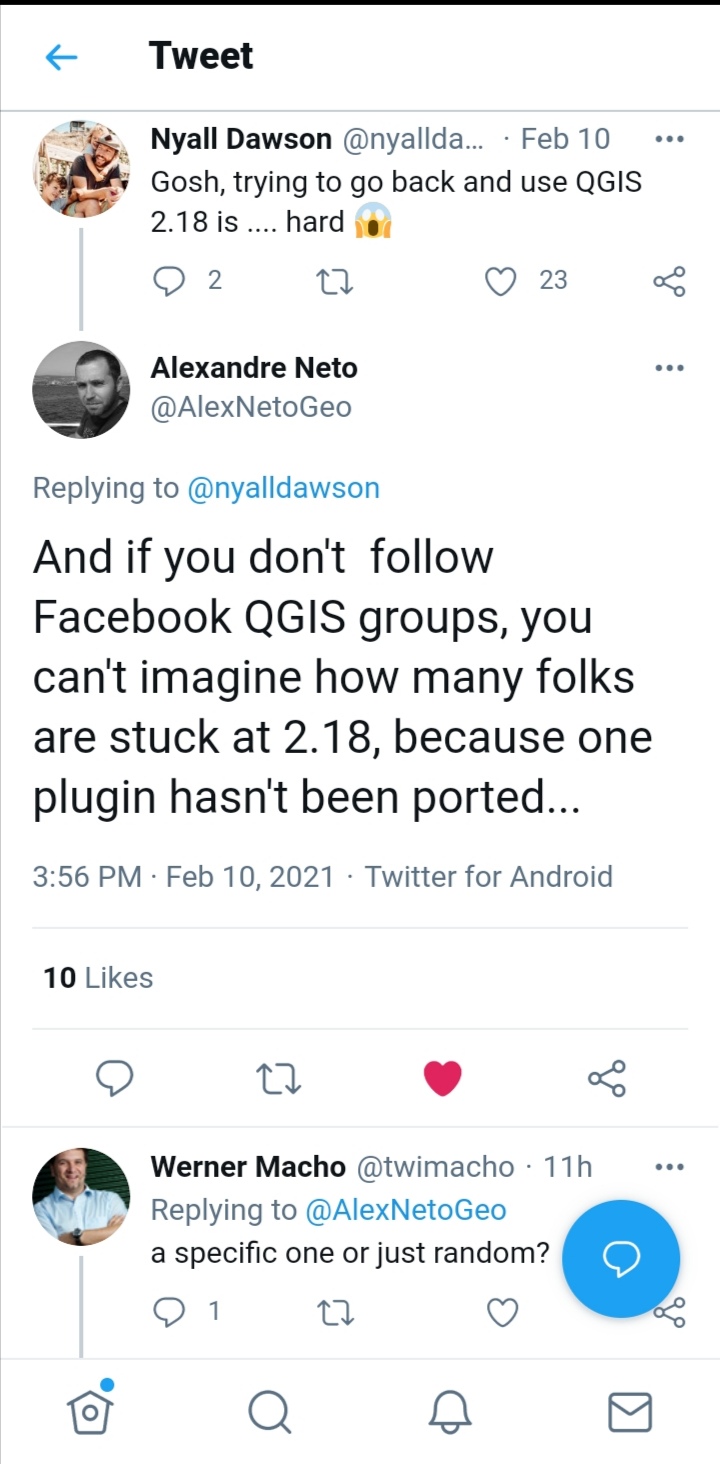 Tweet
Nyall Dawson @nyallda... · Feb 10
Gosh, trying to go back and use QGIS
2.18 is .... hard 😱
2 23
Alexandre Neto
@AlexNetoGeo
Replying to @nyalldawson
And if you don't  follow
Facebook QGIS groups, you
can't imagine how many folks
are stuck at 2.18, because one
plugin hasn't been ported...
3:56 PM · Feb 10, 2021 · Twitter for Android
10 Likes
Werner Macho @twimacho · 11h
Replying to @AlexNetoGeo
a specific one or just random?
1